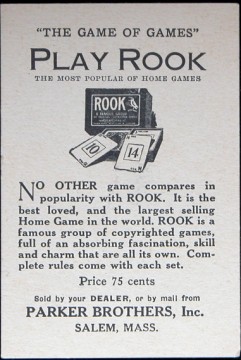 "THE GAME OF GAMES"
PLAY ROOK
THE MOST POPULAR OF HOME GAMES
ROOK
10
14
NO OTHER game compares in
popularity with ROOK. It is the
best loved, and the largest selling
Home Game in the world. ROOK is a
famous group of copyrighted games,
full of an absorbing fascination, skill
and charm that are all its own. Com-
plete rules come with each set.
Price 75 cents
Sold by your DEALER, or by mail from
PARKER BROTHERS, Inc.
SALEM, MASS.